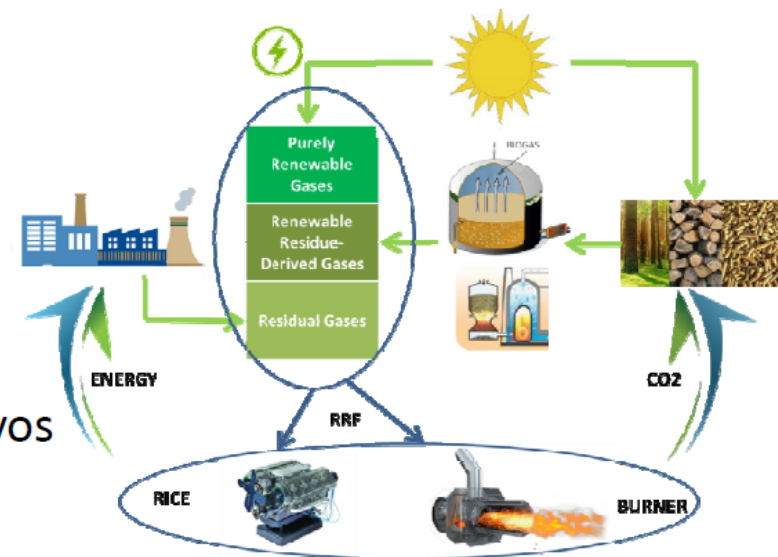 BIOGAS
Purely
Renewable
Gases
Renewable
Residue-
Derived Gases
Residual Gases
ENERGY
CO2
RRF
vos
RICE
BURNER